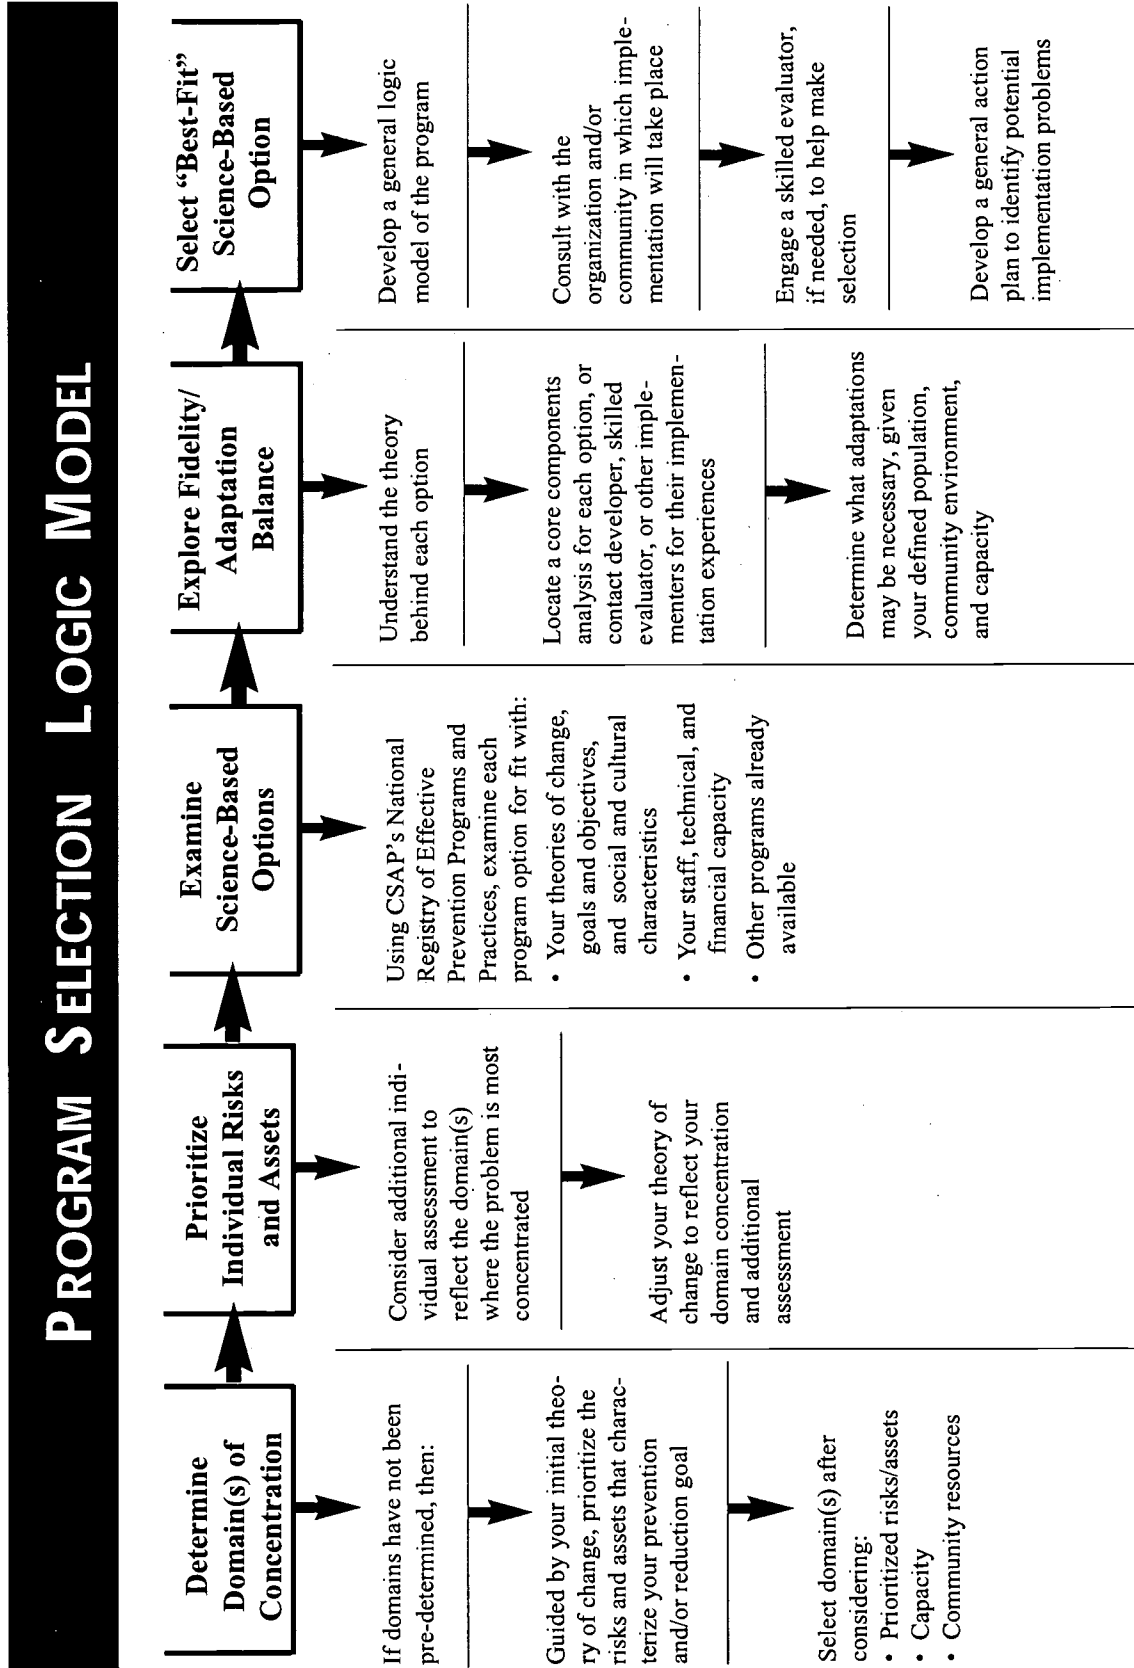 PROGRAM SELECTION LOGIC MODEL
Determine
Domain(s) of
Concentration
If domains have not been
pre-determined, then:
Guided by your initial theo-
ry of change, prioritize the
risks and assets that charac-
terize your prevention
and/or reduction goal
Select domain(s) after
considering:
• Prioritized risks/assets
• Capacity
• Community resources
Prioritize
Individual Risks
and Assets
Consider additional indi-
vidual assessment to
reflect the domain(s)
where the problem is most
concentrated
Adjust your theory of
change to reflect your
domain concentration
and additional
assessment
Examine
Science-Based
Options
Using CSAP's National
Registry of Effective
Prevention Programs and
Practices, examine each
program option for fit with:
• Your theories of change,
goals and objectives,
and social and cultural
characteristics
• Your staff, technical, and
financial capacity
• Other programs already
available
Explore Fidelity/
Adaptation
Balance
Understand the theory
behind each option
Locate a core components
analysis for each option, or
contact developer, skilled
evaluator, or other imple-
menters for their implemen-
tation experiences
Determine what adaptations
may be necessary, given
your defined population,
community environment,
and capacity
Select “Best-Fit”
Science-Based
Option
Develop a general logic
model of the program
Consult with the
organization and/or
community in which imple-
mentation will take place
Engage a skilled evaluator,
if needed, to help make
selection
Develop a general action
plan to identify potential
implementation problems